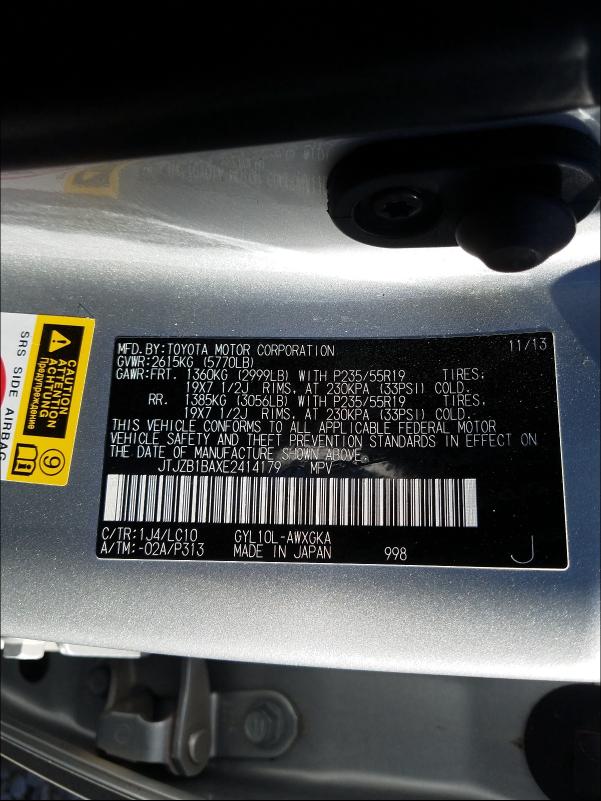 MFD.BY:TOYOTA MOTOR CORPORATION 11/13
GVWR:2615KG (5770LB)
GAWR:FRT. 1360KG (2999LB) WITH P235/55R19 TIRES:
19X7 1/2J RIMS. AT 230KPA (33PSI) COLD.
RR. 1385KG (3056LB) WITH P235/55R19 TIRES:
19X7 1/2J RIMS. AT 230KPA (33PSI) COLD.
THIS VEHICLE CONFORMS TO ALL APPLICABLE FEDERAL MOTOR
VEHICLE SAFETY AND THEFT PREVENTION STANDARDS IN EFFECT ON
THE DATE OF MANUFACTURE SHOWN ABOVE.
JTJZB1BAXE2414179 MPV
C/TR:1J4/LC10 GYL10L-AWXGKA
A/TM:-02A/P313 MADE IN JAPAN 998 J
CAUTION
ATTENTION
ACHTUNG
Предупреждение
9
SRS SIDE AIRBAG